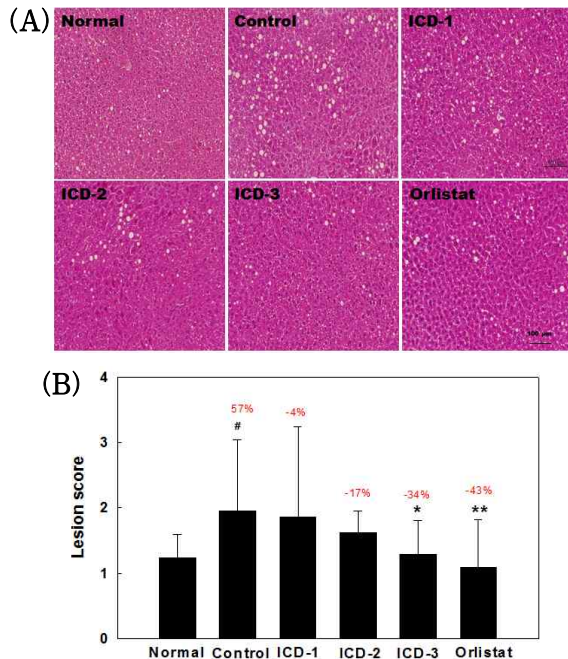 (A)
Normal
Control
ICD-1
ICD-2
ICD-3
Orlistat
100 um
(B)
Lesion score
4
3
2
1
0
57%
#
-4%
-17%
-34%
*
-43%
**
Normal Control ICD-1 ICD-2 ICD-3 Orlistat